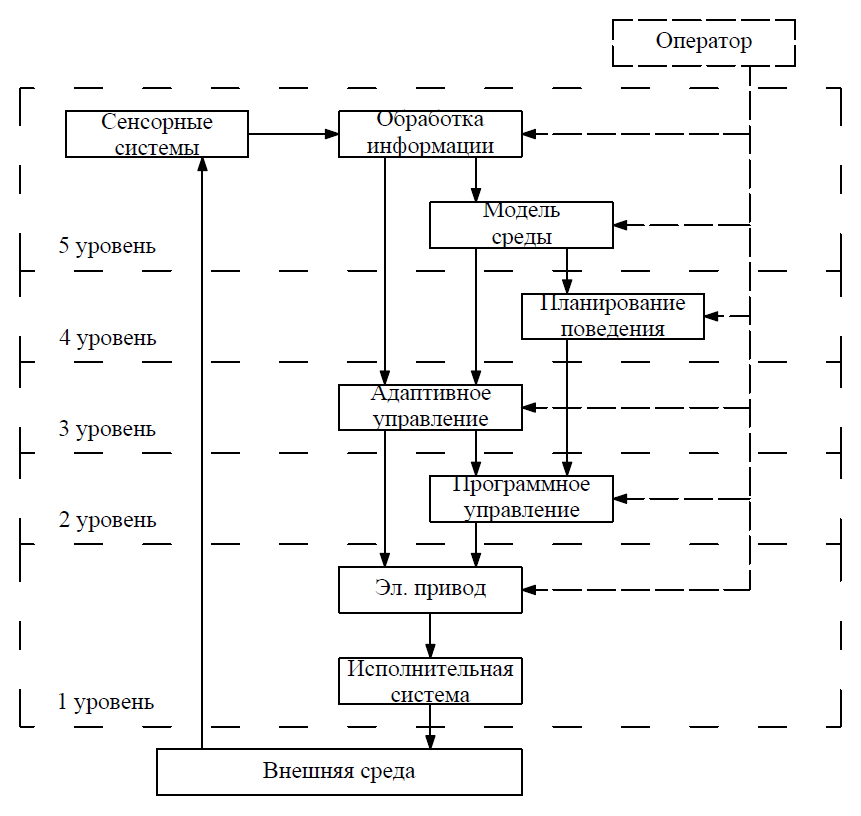 Оператор
Сенсорные
системы
Обработка
информации
Модель
среды
5 уровень
Планирование
поведения
4 уровень
Адаптивное
управление
3 уровень
Программное
управление
2 уровень
Эл. привод
Исполнительная
система
1 уровень
Внешняя среда